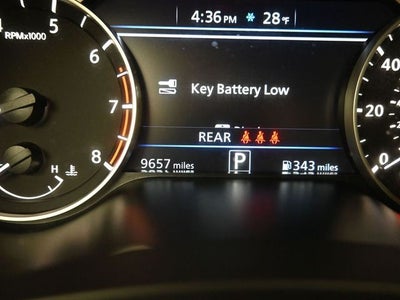 4:36 PM 28°F
5
6
7
8
RPMx1000
Key Battery Low
REAR
9657 miles P 343 miles
H
40
20
0